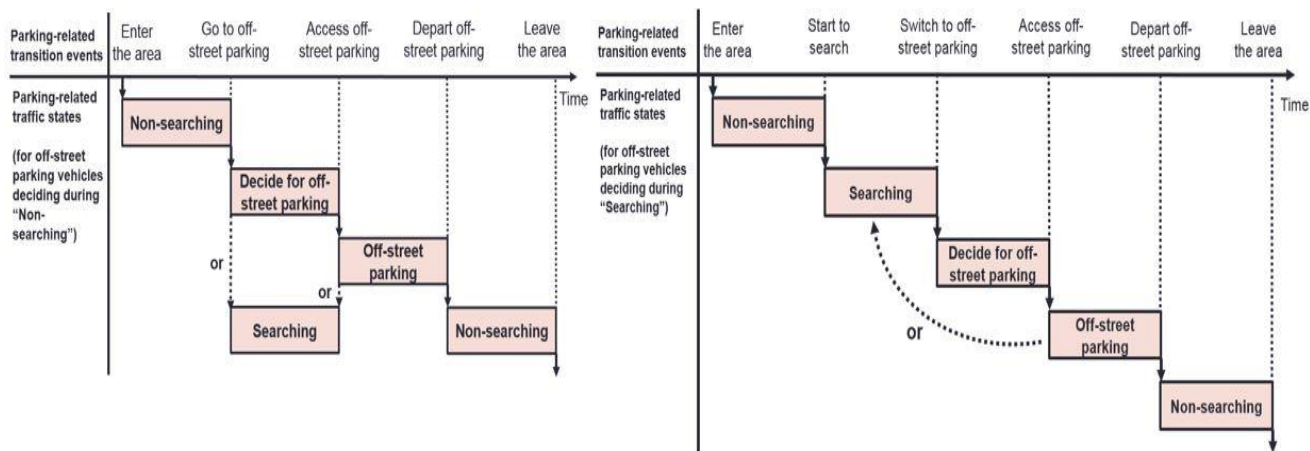 Parking-related
transition events
Enter
the area
Go to off-
street parking
Access off-
street parking
Depart off-
street parking
Leave
the area
Time
Parking-related
traffic states
(for off-street
parking vehicles
deciding during
“Non-
searching”)
Non-searching
Decide for off-
street parking
Off-street
parking
or
or
Searching
Non-searching
Parking-related
transition events
Enter
the area
Start to
search
Switch to off-
street parking
Access off-
street parking
Depart off-
street parking
Leave
the area
Time
Parking-related
traffic states
(for off-street
parking vehicles
deciding during
“Searching”)
Non-searching
Searching
Decide for off-
street parking
or
Off-street
parking
Non-searching